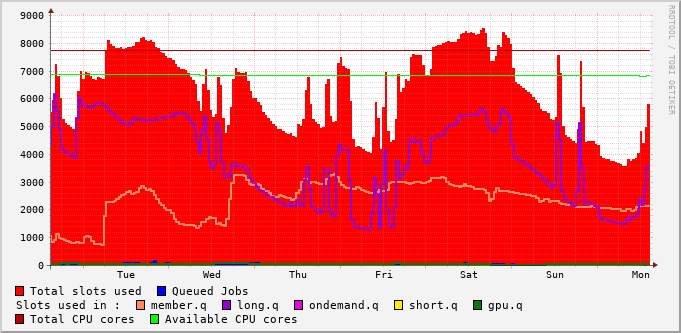 9000
8000
7000
6000
5000
4000
3000
2000
1000
0
Tue Wed Thu Fri Sat Sun Mon
RRDTOOL / TOBI OETIKER
Total slots used Queued Jobs
Slots used in : member.q long.q ondemand.q short.q gpu.q
Total CPU cores Available CPU cores